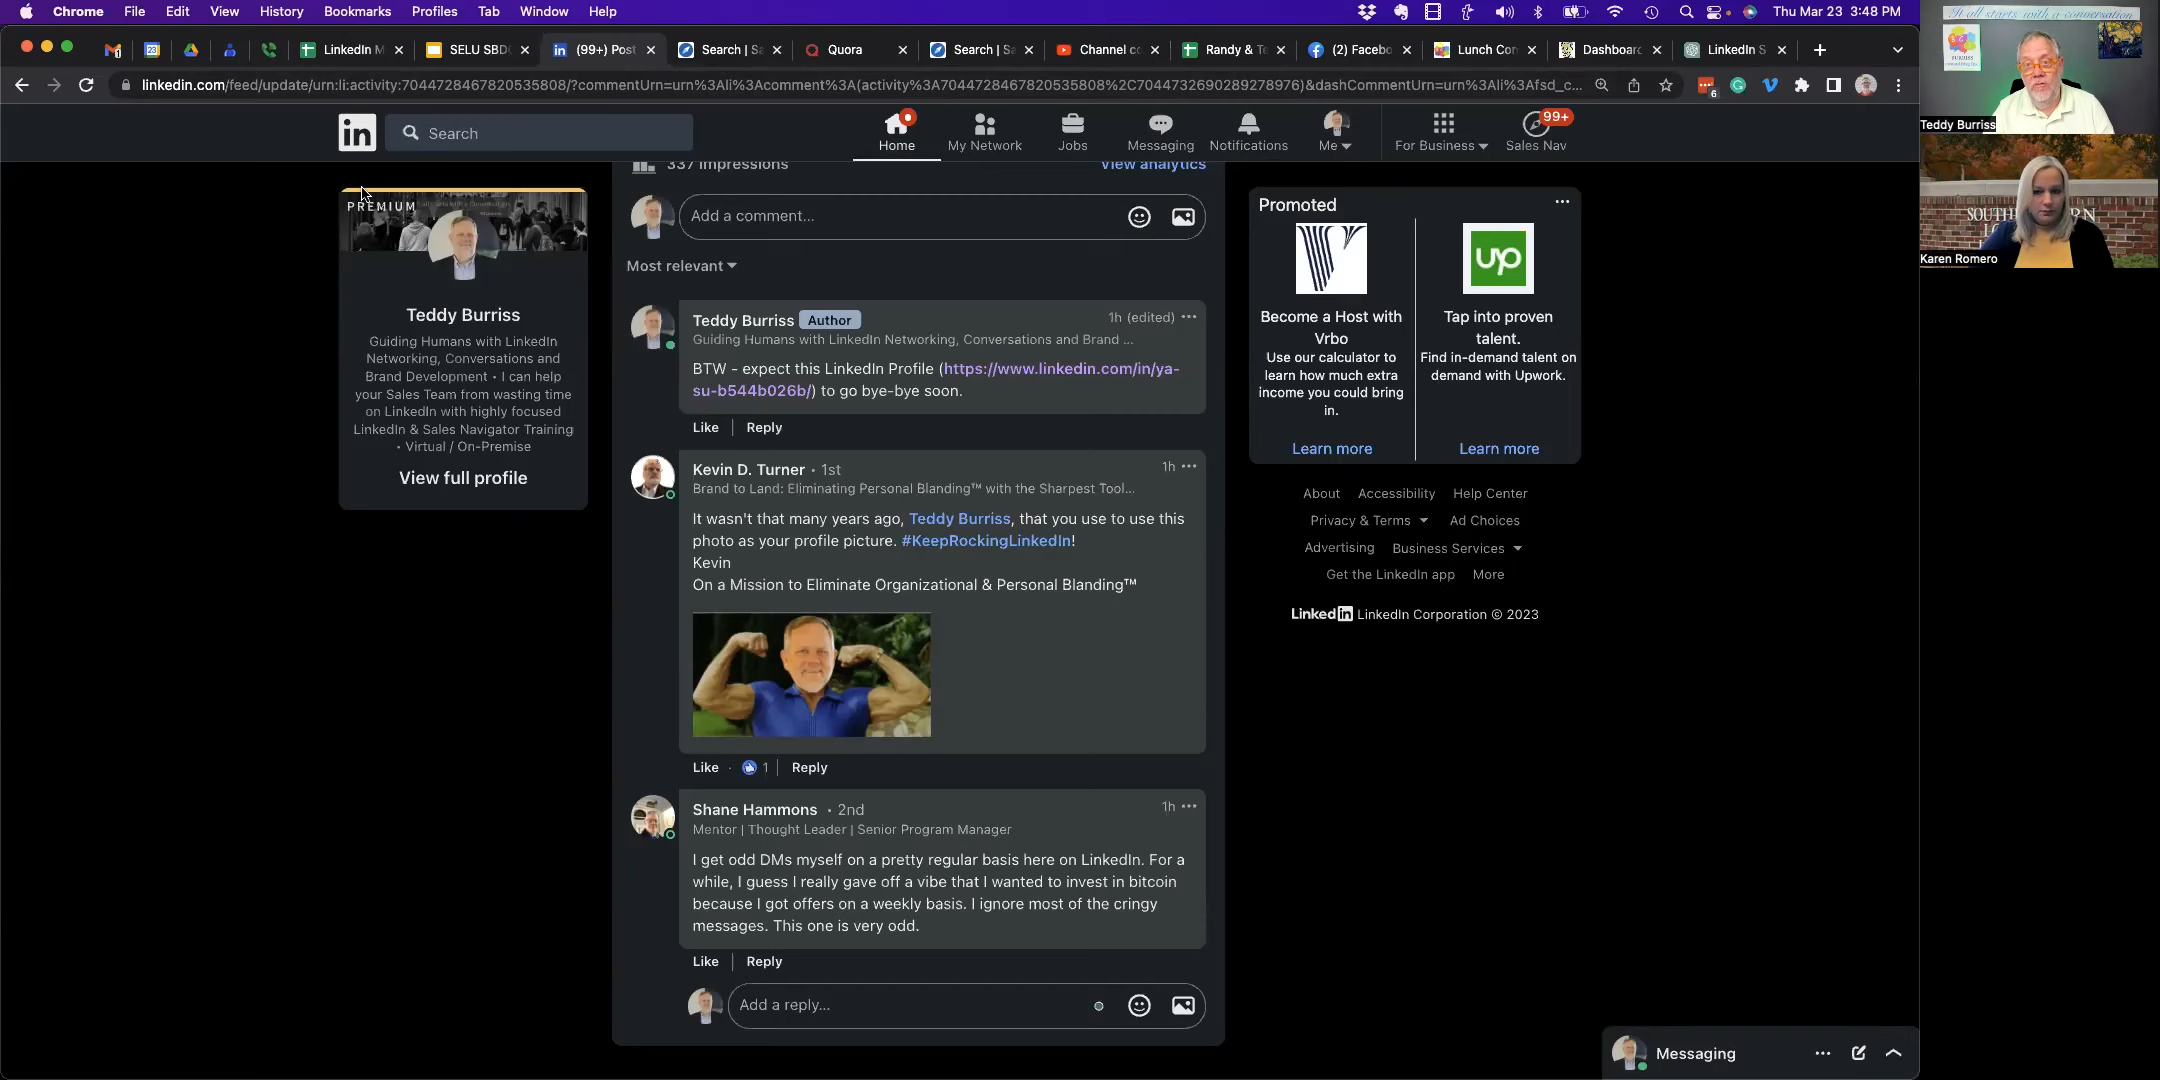 Chrome File Edit View History Bookmarks Profiles Tab Window Help
Thu Mar 23 3:48 PM
LinkedIn M
SELU SBD
(99+) Post
Search | Sa
Quora
Search | Sa
Channel co
Randy & Te
(2) Facebo
Lunch Con
Dashboard
LinkedIn S
linkedin.com/feed/update/urn:li:activity:7044728467820535808/?commentUrn=urn%3Ali%3Acomment%3A(activity%3A7044728467820535808%2C7044732690289278976)&dashCommentUrn=urn%3Ali%3Afsd_c...
6
It all starts with a conversation
BURRISS
Teddy Burriss
SOUTH
N
LO
Karen Romero
in
Search
Home
My Network
Jobs
Messaging
Notifications
Me
For Business
99+
Sales Nav
337 impressions
View analytics
PREMIUM
Teddy Burriss
Guiding Humans with LinkedIn
Networking, Conversations and
Brand Development • I can help
your Sales Team from wasting time
on LinkedIn with highly focused
LinkedIn & Sales Navigator Training
• Virtual / On-Premise
View full profile
Add a comment...
Most relevant
Teddy Burriss Author
1h (edited)
Guiding Humans with LinkedIn Networking, Conversations and Brand ...
BTW - expect this LinkedIn Profile (https://www.linkedin.com/in/ya-
su-b544b026b/) to go bye-bye soon.
Like Reply
Kevin D. Turner • 1st
1h
Brand to Land: Eliminating Personal Blanding™ with the Sharpest Tool...
It wasn't that many years ago, Teddy Burriss, that you use to use this
photo as your profile picture. #KeepRockingLinkedIn!
Kevin
On a Mission to Eliminate Organizational & Personal Blanding™
Like · 1 Reply
Shane Hammons • 2nd
1h
Mentor | Thought Leader | Senior Program Manager
I get odd DMs myself on a pretty regular basis here on LinkedIn. For a
while, I guess I really gave off a vibe that I wanted to invest in bitcoin
because I got offers on a weekly basis. I ignore most of the cringy
messages. This one is very odd.
Like Reply
Add a reply...
Promoted
Become a Host with
Vrbo
Use our calculator to
learn how much extra
income you could bring
in.
Learn more
up
Tap into proven
talent.
Find in-demand talent on
demand with Upwork.
Learn more
About Accessibility Help Center
Privacy & Terms Ad Choices
Advertising Business Services
Get the LinkedIn app More
LinkedIn LinkedIn Corporation © 2023
Messaging